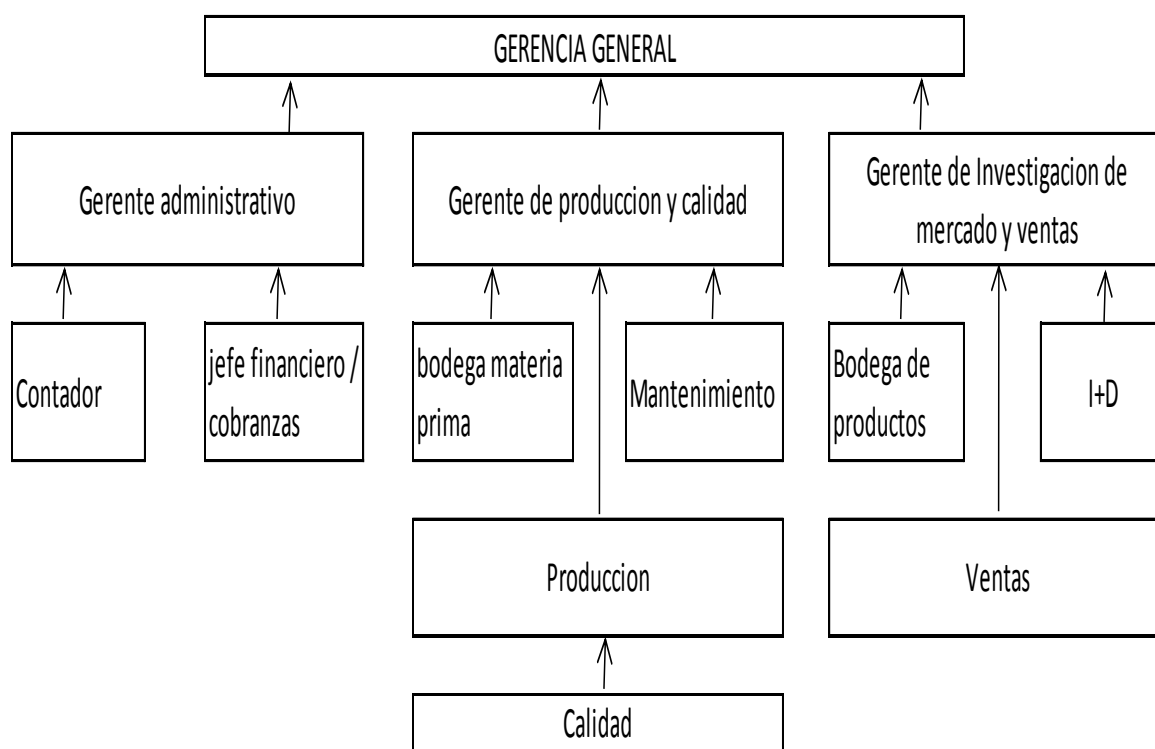 GERENCIA GENERAL
Gerente administrativo
Gerente de produccion y calidad
Gerente de Investigacion de
mercado y ventas
Contador
jefe financiero /
cobranzas
bodega materia
prima
Mantenimiento
Bodega de
productos
I+D
Produccion
Ventas
Calidad